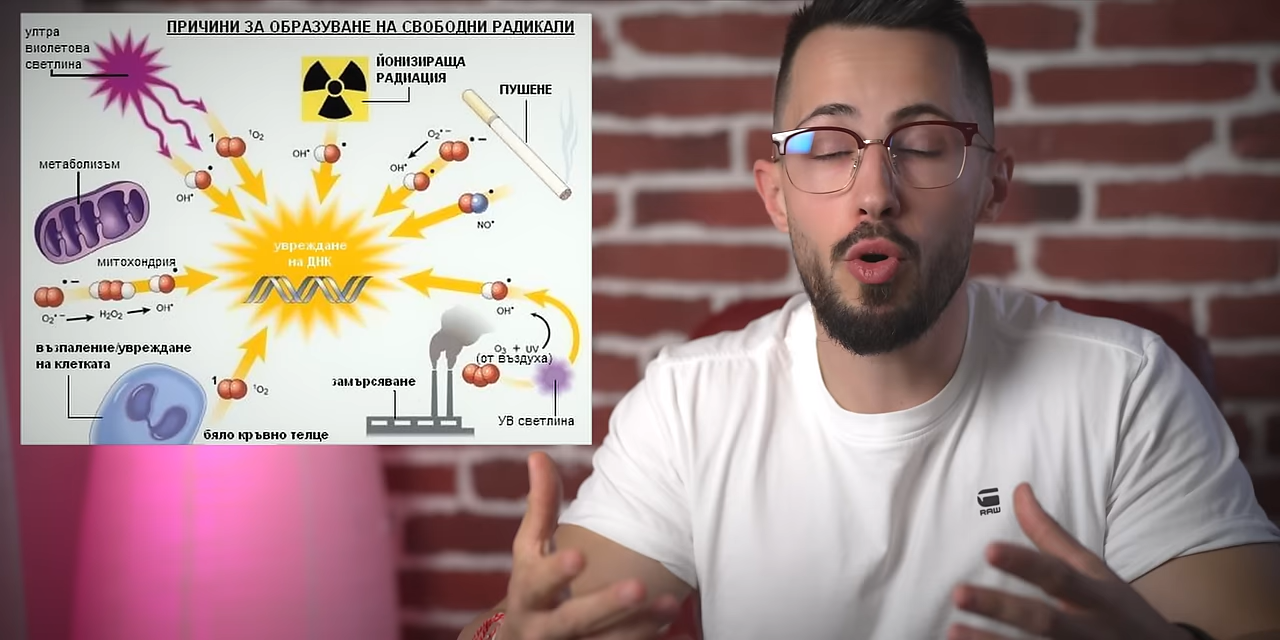 ПРИЧИНИ ЗА ОБРАЗУВАНЕ НА СВОБОДНИ РАДИКАЛИ
ултра
виолетова
светлина
ЙОНИЗИРАЩА
РАДИАЦИЯ
ПУШЕНЕ
1 ¹O₂
O₂•−
•−
OH•
OH•
метаболизъм
OH•
NO•
увреждане
на ДНК
митохондрия
•−
O₂•− → H₂O₂ → OH•
OH•
възпаление/увреждане
на клетката
O₃ + UV
(от въздуха)
1 ¹O₂
замърсяване
УВ светлина
бяло кръвно телце
RAW